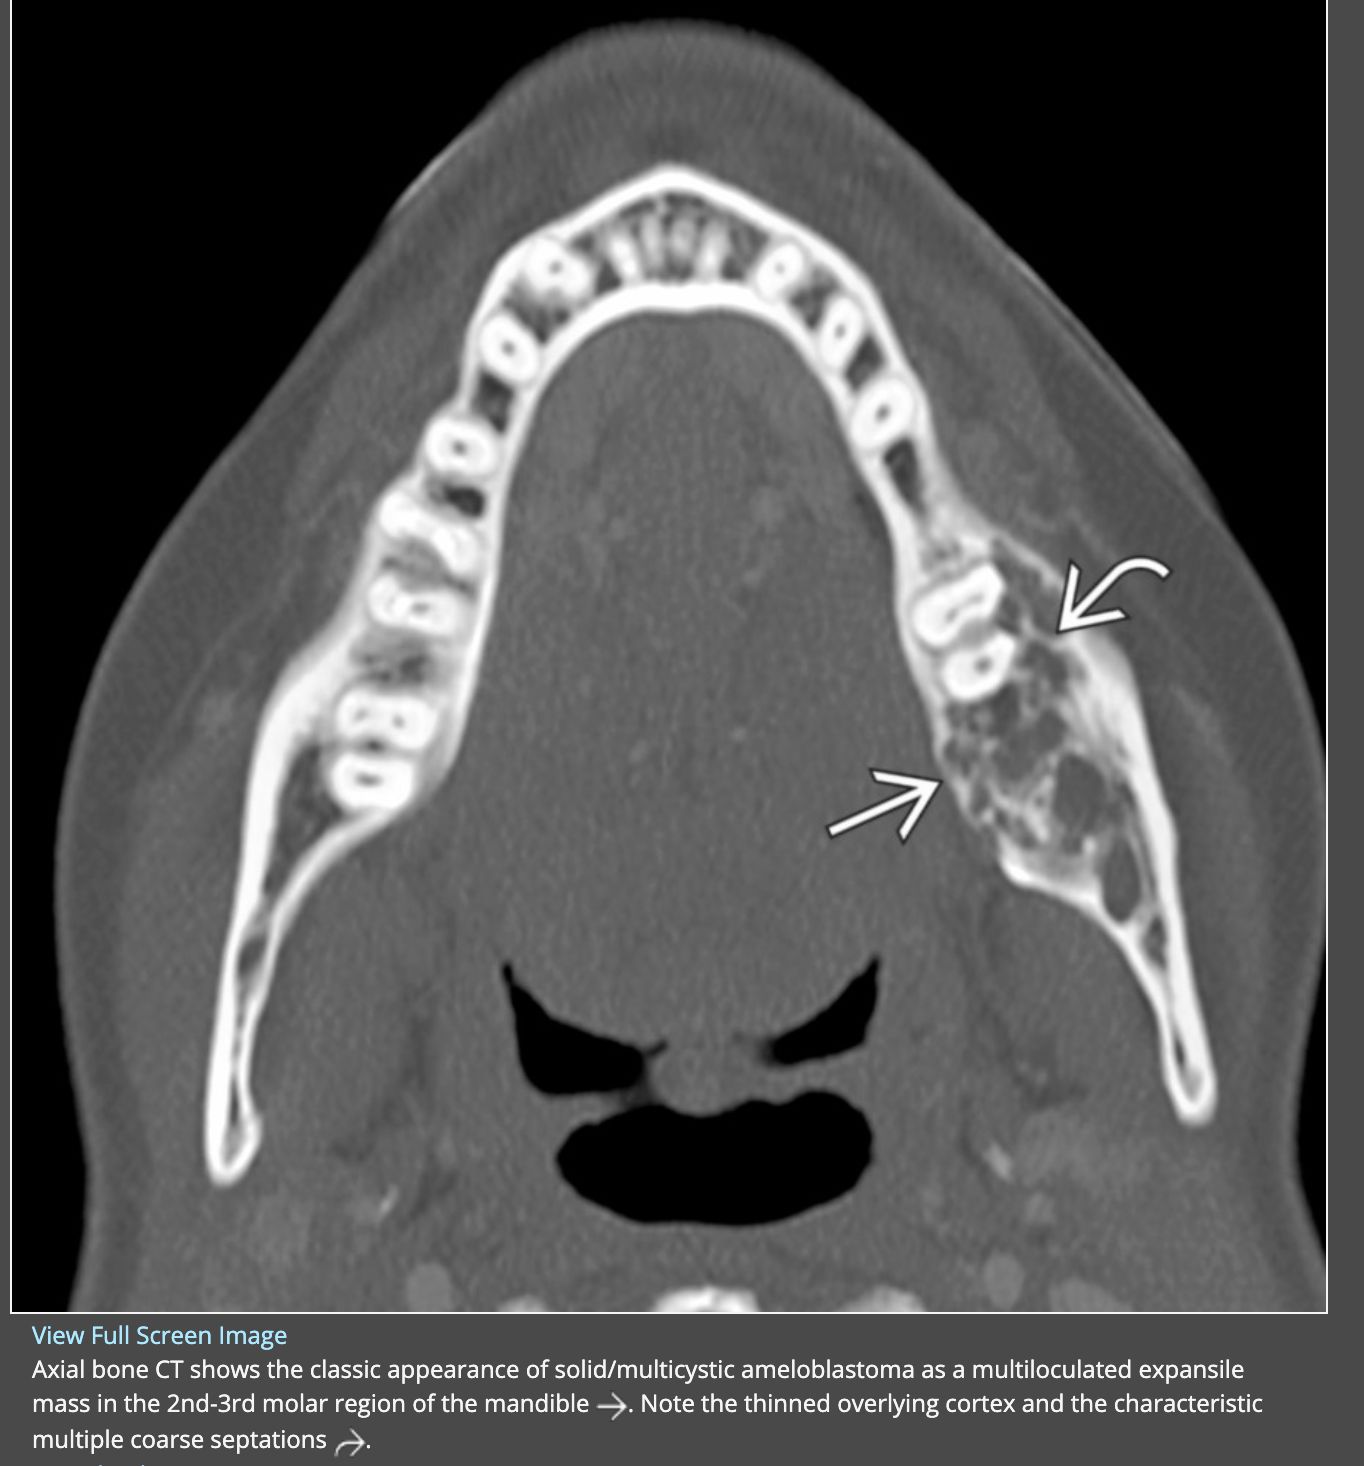 View Full Screen Image
Axial bone CT shows the classic appearance of solid/multicystic ameloblastoma as a multiloculated expansile
mass in the 2nd-3rd molar region of the mandible →. Note the thinned overlying cortex and the characteristic
multiple coarse septations ↷.